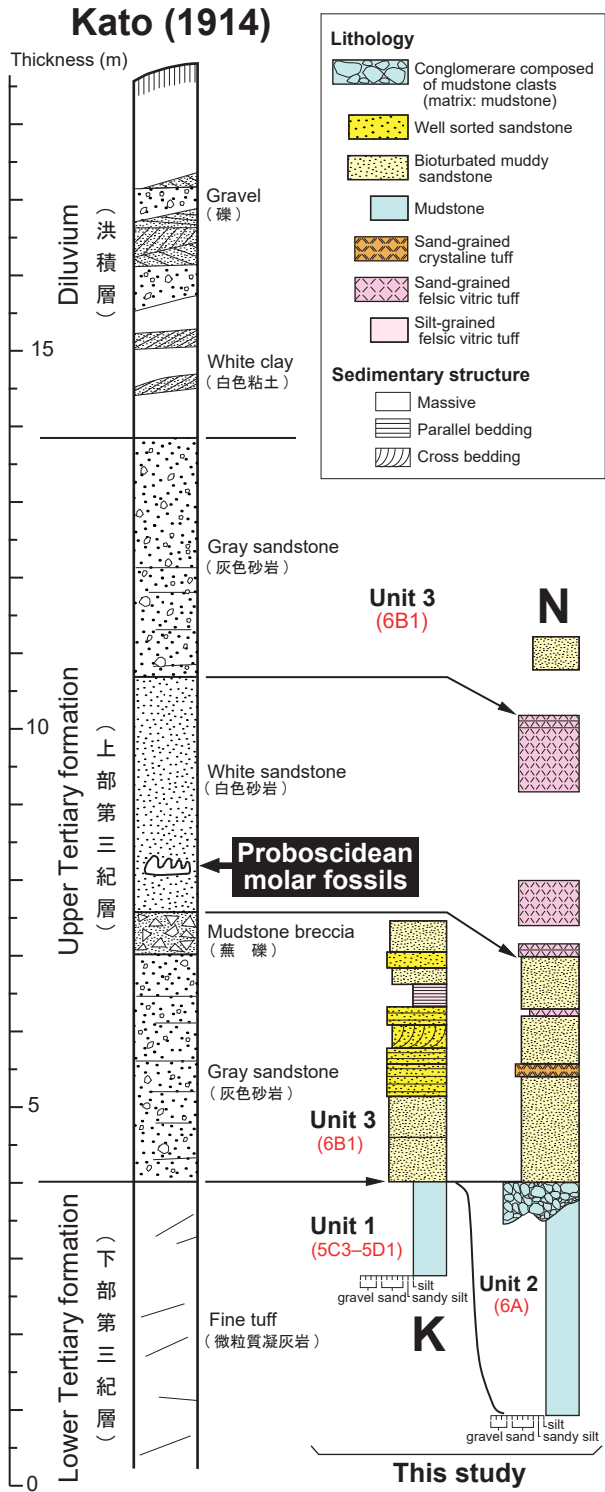 Kato (1914)
Thickness (m)
Lithology
Conglomerare composed
of mudstone clasts
(matrix: mudstone)
Well sorted sandstone
Bioturbated muddy
sandstone
Mudstone
Sand-grained
crystaline tuff
Sand-grained
felsic vitric tuff
Silt-grained
felsic vitric tuff
Sedimentary structure
Massive
Parallel bedding
Cross bedding
Diluvium
（洪積層）
Gravel
（礫）
15
White clay
（白色粘土）
Upper Tertiary formation
（上部第三紀層）
Gray sandstone
（灰色砂岩）
Unit 3
(6B1)
N
10
White sandstone
（白色砂岩）
Proboscidean
molar fossils
Mudstone breccia
（蕪 礫）
Gray sandstone
（灰色砂岩）
5
Unit 3
(6B1)
Lower Tertiary formation
（下部第三紀層）
Unit 1
(5C3–5D1)
silt
gravel sand sandy silt
Unit 2
(6A)
Fine tuff
（微粒質凝灰岩）
K
silt
gravel sand sandy silt
This study
0